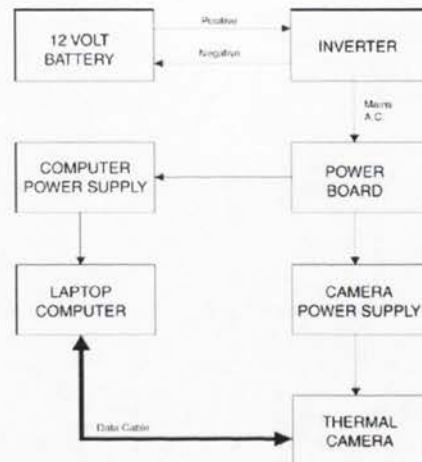 12 VOLT
BATTERY
Positive
Negative
INVERTER
Mains
A.C.
COMPUTER
POWER SUPPLY
POWER
BOARD
LAPTOP
COMPUTER
CAMERA
POWER SUPPLY
Data Cable
THERMAL
CAMERA